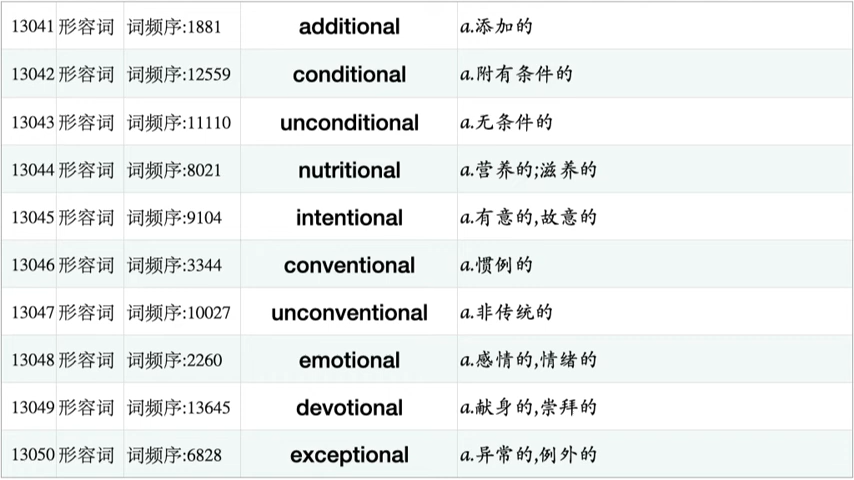 13041 形容词 词频序:1881 additional a.添加的
13042 形容词 词频序:12559 conditional a.附有条件的
13043 形容词 词频序:11110 unconditional a.无条件的
13044 形容词 词频序:8021 nutritional a.营养的;滋养的
13045 形容词 词频序:9104 intentional a.有意的,故意的
13046 形容词 词频序:3344 conventional a.惯例的
13047 形容词 词频序:10027 unconventional a.非传统的
13048 形容词 词频序:2260 emotional a.感情的,情绪的
13049 形容词 词频序:13645 devotional a.献身的,崇拜的
13050 形容词 词频序:6828 exceptional a.异常的,例外的